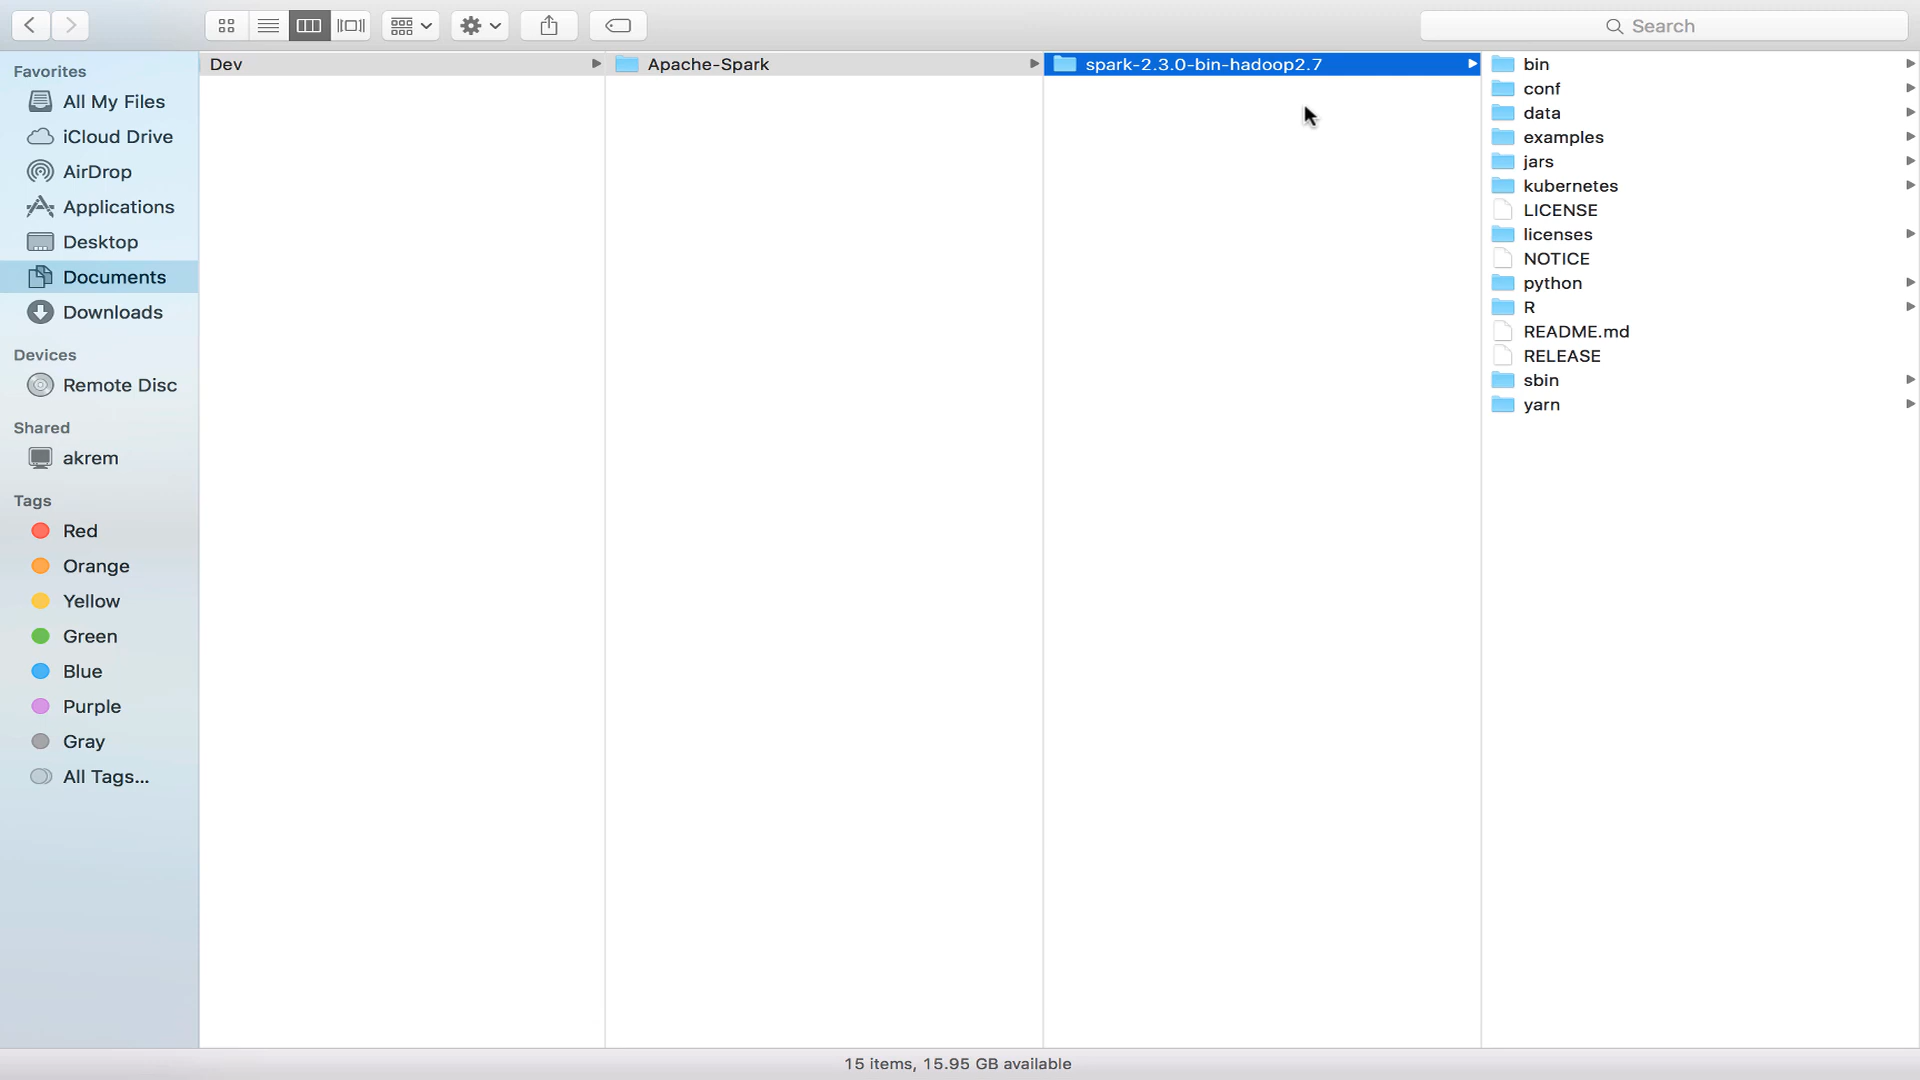 Search
Favorites
All My Files
iCloud Drive
AirDrop
Applications
Desktop
Documents
Downloads
Devices
Remote Disc
Shared
akrem
Tags
Red
Orange
Yellow
Green
Blue
Purple
Gray
All Tags...
Dev
Apache-Spark
spark-2.3.0-bin-hadoop2.7
bin
conf
data
examples
jars
kubernetes
LICENSE
licenses
NOTICE
python
R
README.md
RELEASE
sbin
yarn
15 items, 15.95 GB available